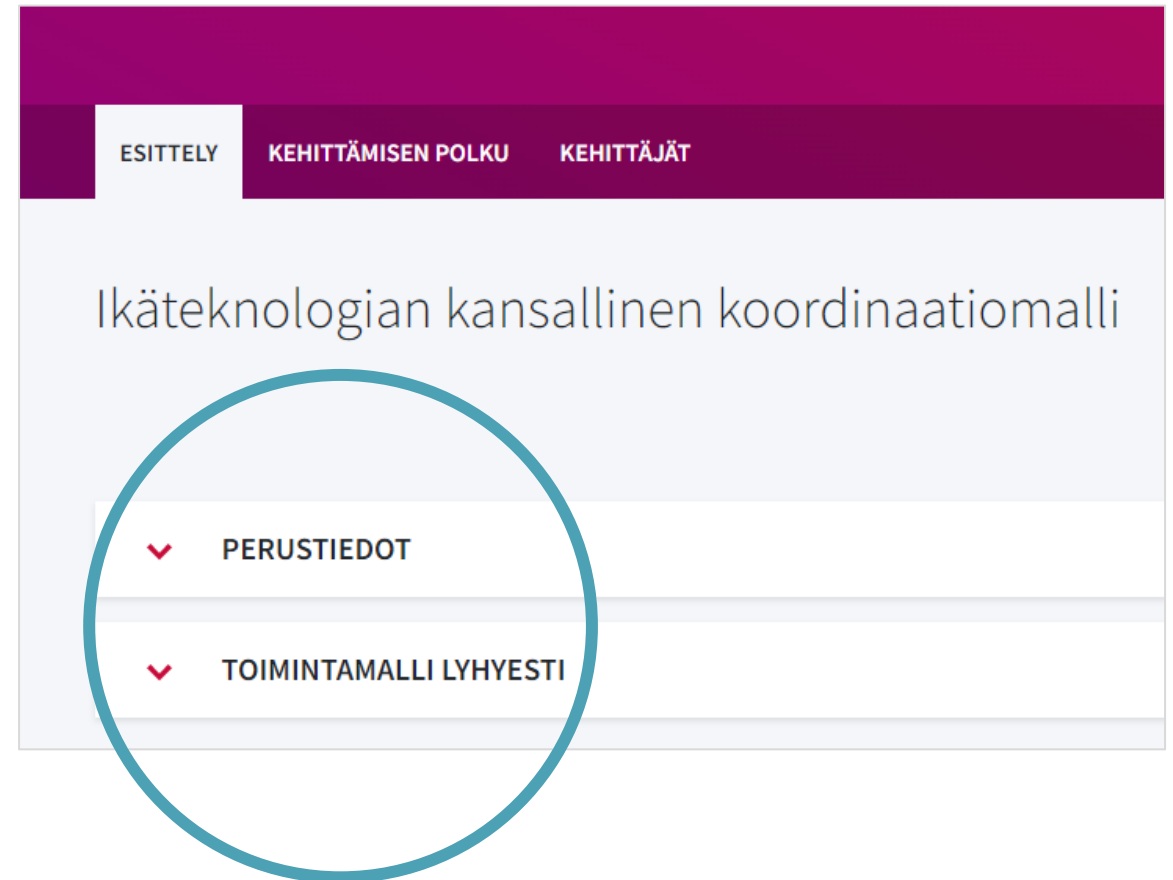 ESITTELY KEHITTÄMISEN POLKU KEHITTÄJÄT
Ikäteknologian kansallinen koordinaatiomalli
PERUSTIEDOT
TOIMINTAMALLI LYHYESTI